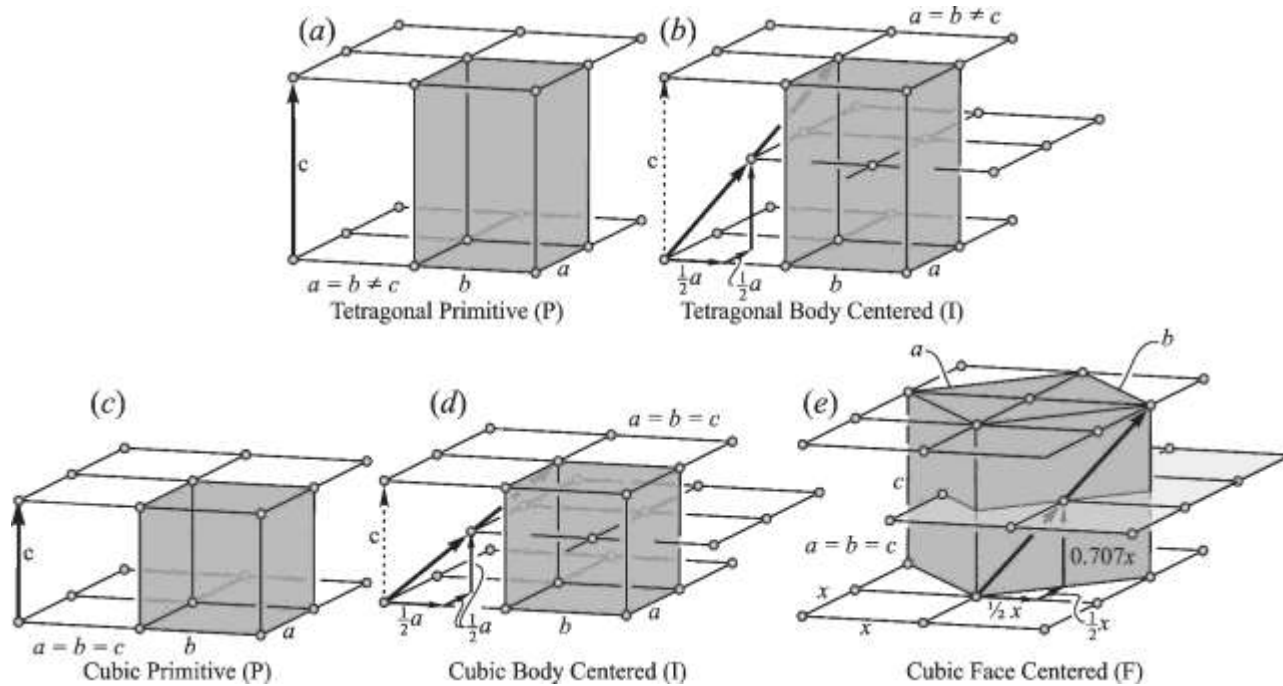 (a)
c
a = b ≠ c
b
a
Tetragonal Primitive (P)
(b)
a = b ≠ c
c
½a
½a
b
a
Tetragonal Body Centered (I)
(c)
c
a = b = c
b
a
Cubic Primitive (P)
(d)
a = b = c
c
½a
½a
b
a
Cubic Body Centered (I)
(e)
a
b
c
a = b = c
0.707x
x
x
½ x
½x
Cubic Face Centered (F)